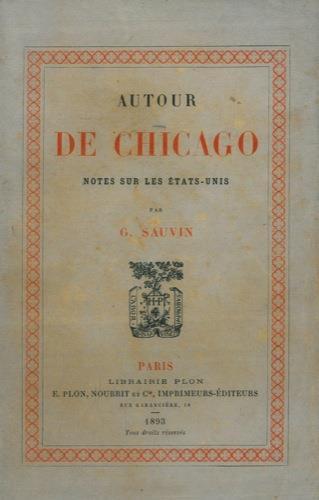 AUTOUR
DE CHICAGO
NOTES SUR LES ÉTATS-UNIS
PAR
G. SAUVIN
LABOR
H·P
PARIS
LIBRAIRIE PLON
E. PLON, NOURRIT ET Cie, IMPRIMEURS-ÉDITEURS
RUE GARANCIÈRE, 10
1893
Tous droits réservés